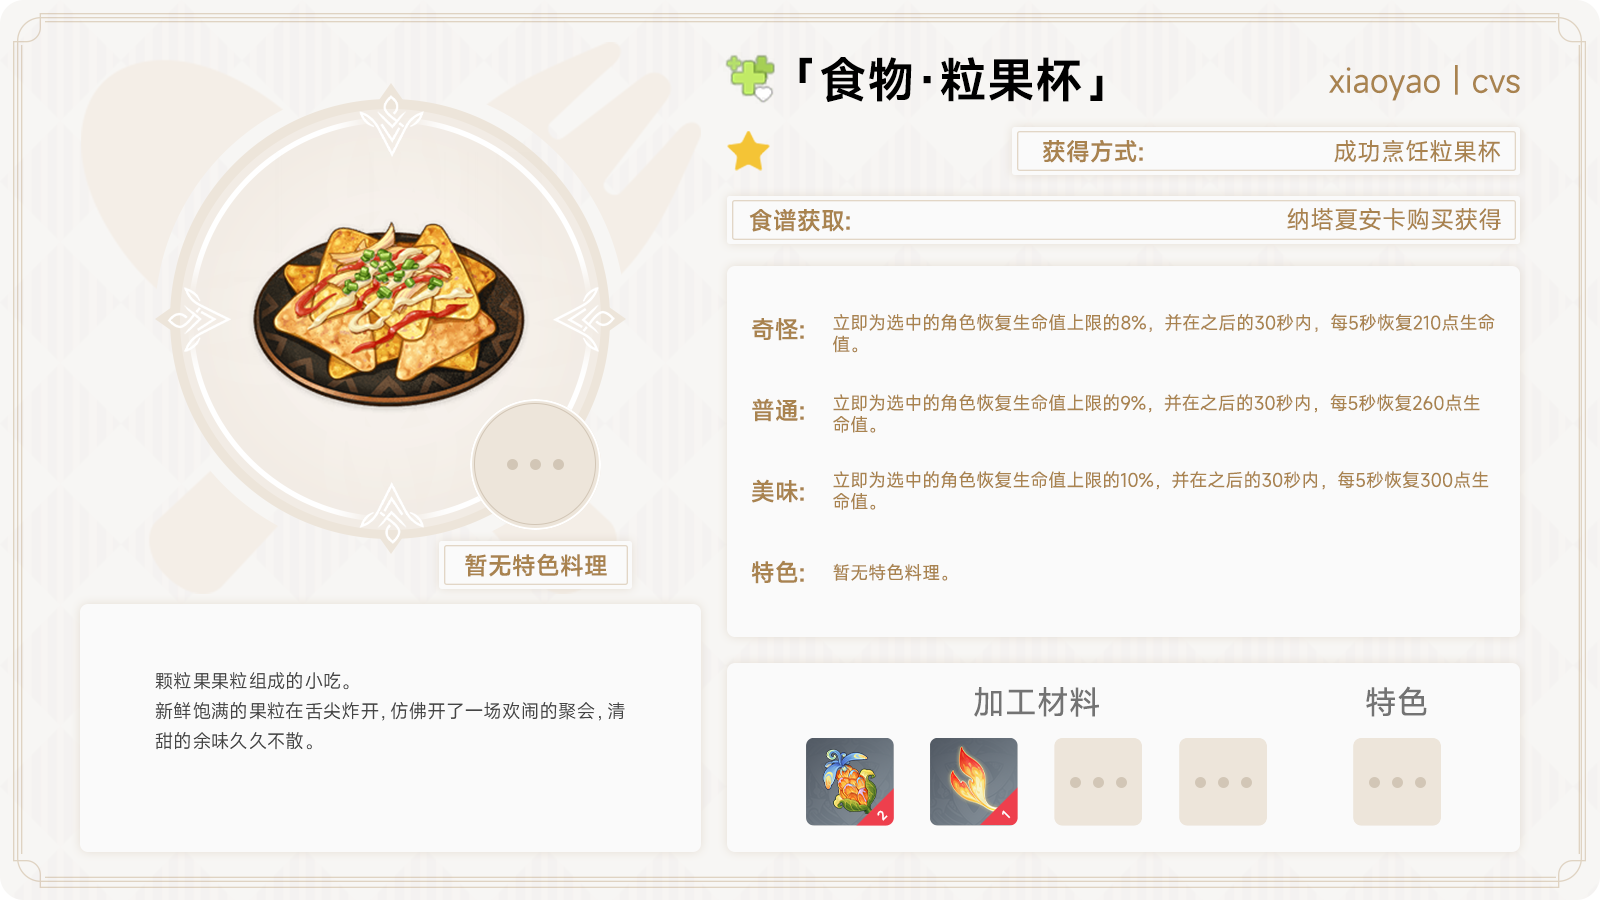 「食物·粒果杯」
xiaoyao | cvs
获得方式: 成功烹饪粒果杯
食谱获取: 纳塔夏安卡购买获得
奇怪: 立即为选中的角色恢复生命值上限的8%，并在之后的30秒内，每5秒恢复210点生命
值。
普通: 立即为选中的角色恢复生命值上限的9%，并在之后的30秒内，每5秒恢复260点生
命值。
美味: 立即为选中的角色恢复生命值上限的10%，并在之后的30秒内，每5秒恢复300点生
命值。
特色: 暂无特色料理。
暂无特色料理
颗粒果果粒组成的小吃。
新鲜饱满的果粒在舌尖炸开,仿佛开了一场欢闹的聚会,清
甜的余味久久不散。
加工材料 特色
2 1